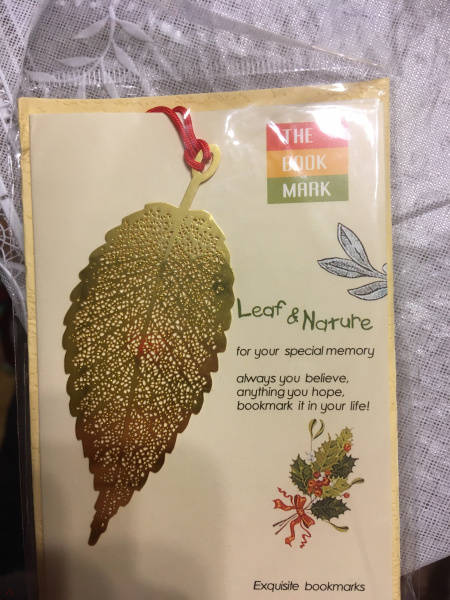 THE
BOOK
MARK
Leaf & Nature
for your special memory
always you believe,
anything you hope,
bookmark it in your life!
Exquisite bookmarks